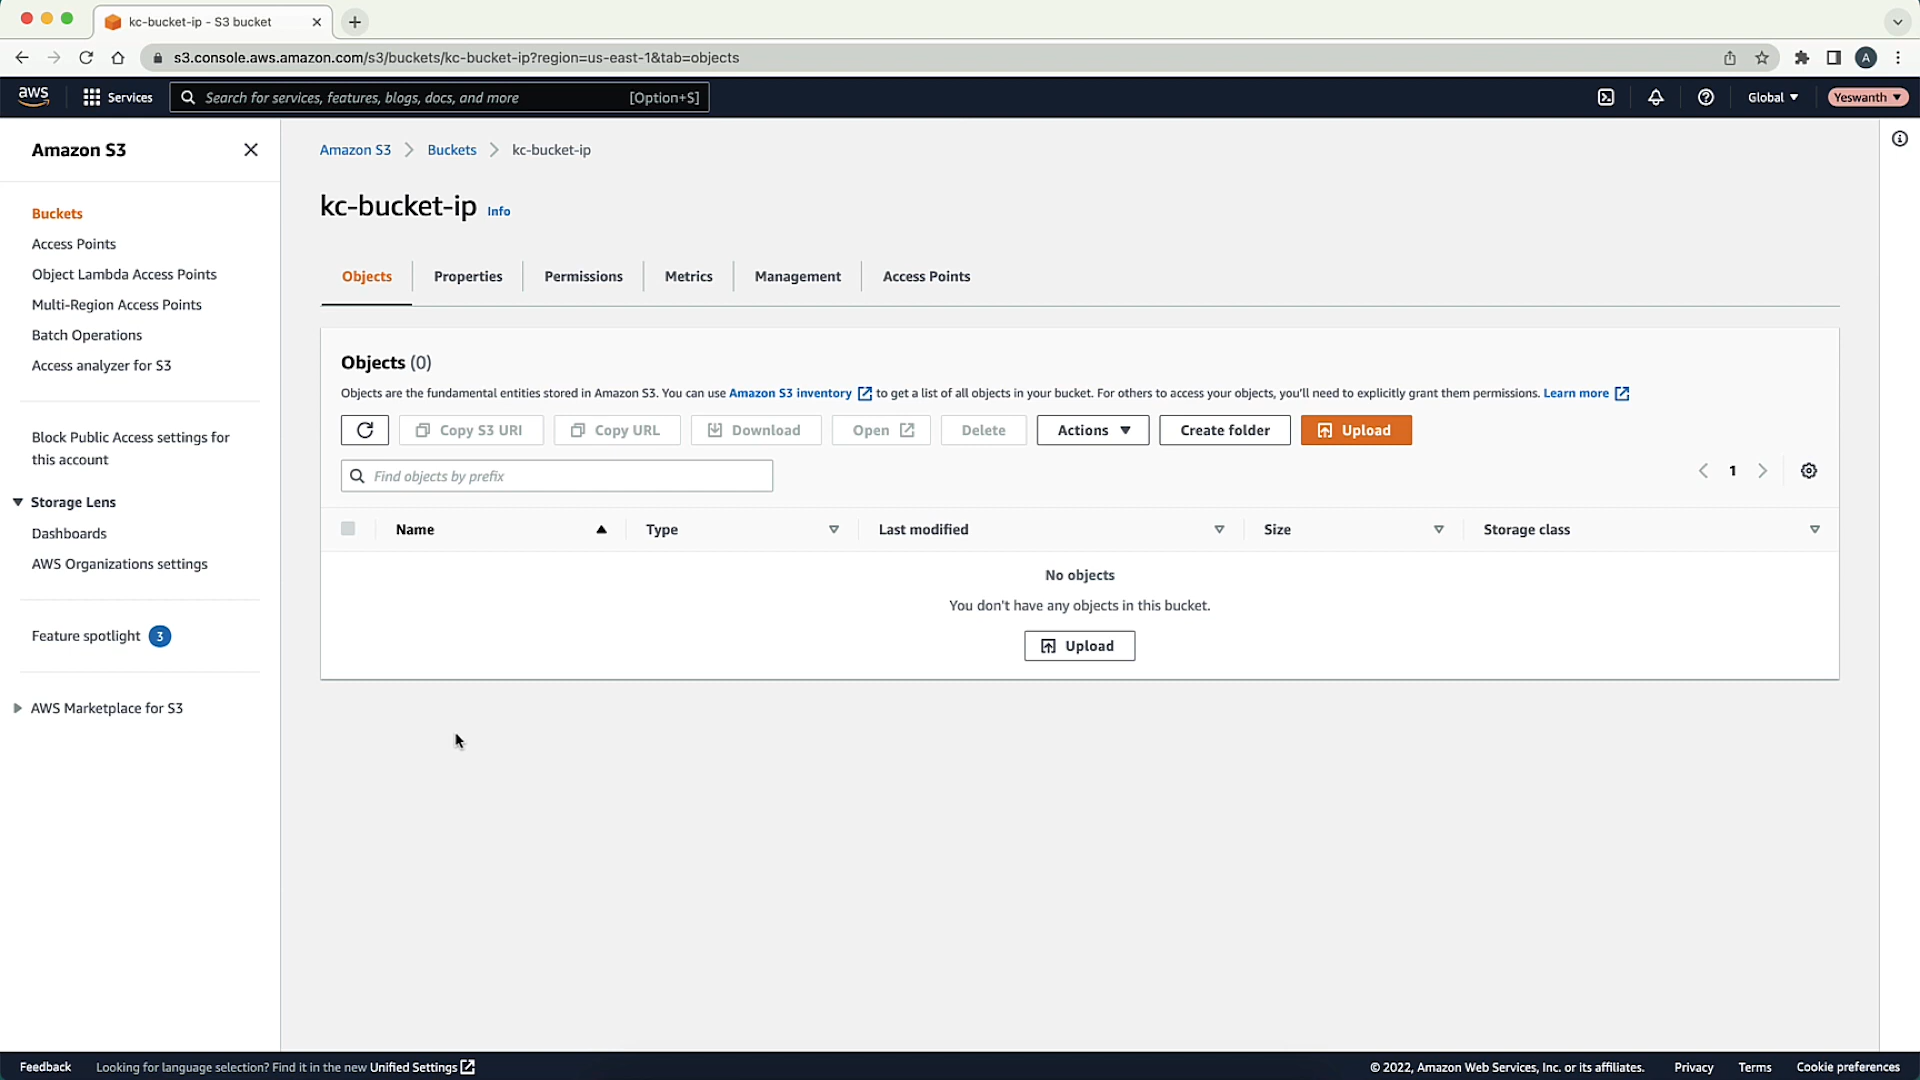 kc-bucket-ip - S3 bucket
s3.console.aws.amazon.com/s3/buckets/kc-bucket-ip?region=us-east-1&tab=objects
A
aws
Services
Search for services, features, blogs, docs, and more [Option+S]
Global
Yeswanth
Amazon S3
Buckets
Access Points
Object Lambda Access Points
Multi-Region Access Points
Batch Operations
Access analyzer for S3
Block Public Access settings for
this account
Storage Lens
Dashboards
AWS Organizations settings
Feature spotlight 3
AWS Marketplace for S3
Amazon S3 Buckets kc-bucket-ip
kc-bucket-ip Info
Objects Properties Permissions Metrics Management Access Points
Objects (0)
Objects are the fundamental entities stored in Amazon S3. You can use Amazon S3 inventory to get a list of all objects in your bucket. For others to access your objects, you'll need to explicitly grant them permissions. Learn more
Copy S3 URI Copy URL Download Open Delete Actions Create folder Upload
Find objects by prefix
1
Name Type Last modified Size Storage class
No objects
You don't have any objects in this bucket.
Upload
Feedback Looking for language selection? Find it in the new Unified Settings © 2022, Amazon Web Services, Inc. or its affiliates. Privacy Terms Cookie preferences